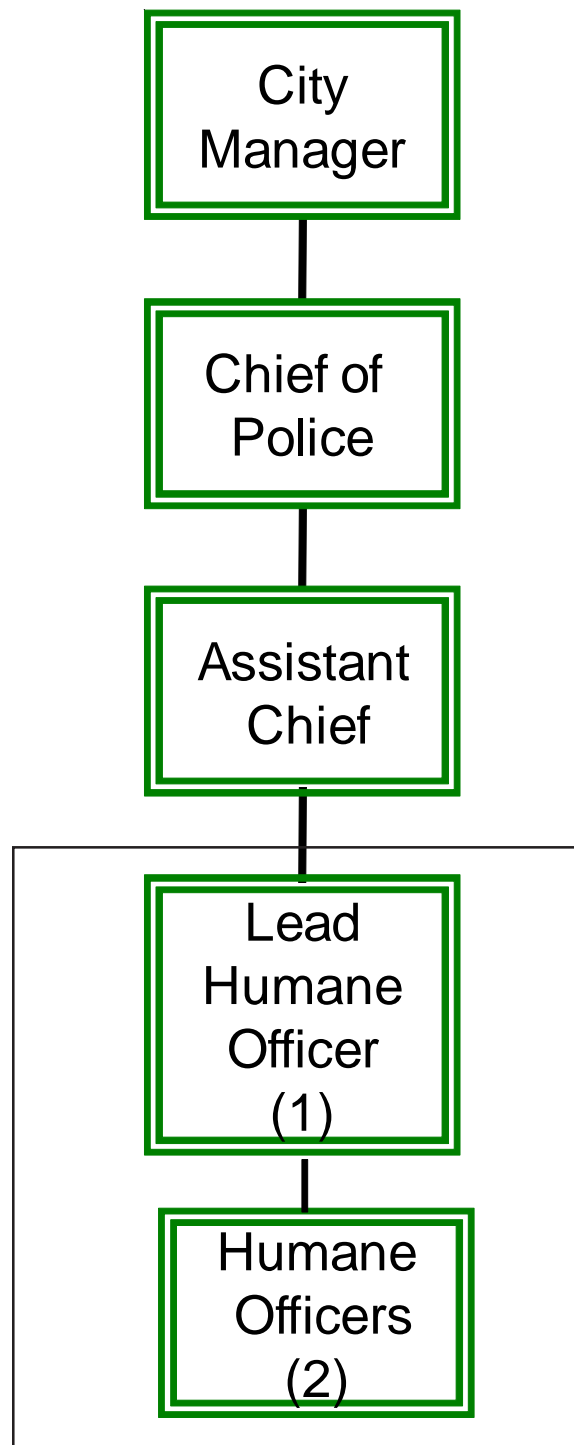 City
Manager
Chief of
Police
Assistant
Chief
Lead
Humane
Officer
(1)
Humane
Officers
(2)